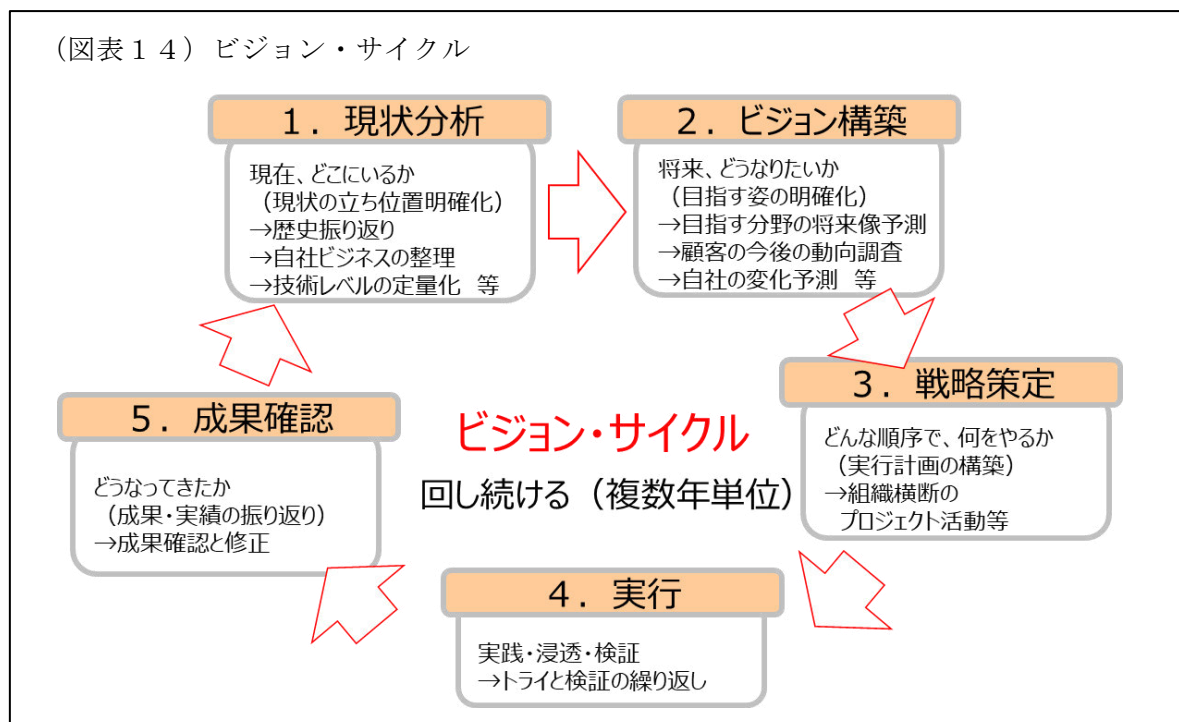 （図表１４）ビジョン・サイクル
１．現状分析
現在、どこにいるか
（現状の立ち位置明確化）
→歴史振り返り
→自社ビジネスの整理
→技術レベルの定量化　等
２．ビジョン構築
将来、どうなりたいか
（目指す姿の明確化）
→目指す分野の将来像予測
→顧客の今後の動向調査
→自社の変化予測　等
３．戦略策定
どんな順序で、何をやるか
（実行計画の構築）
→組織横断の
プロジェクト活動等
４．実行
実践・浸透・検証
→トライと検証の繰り返し
５．成果確認
どうなってきたか
（成果・実績の振り返り）
→成果確認と修正
ビジョン・サイクル
回し続ける（複数年単位）